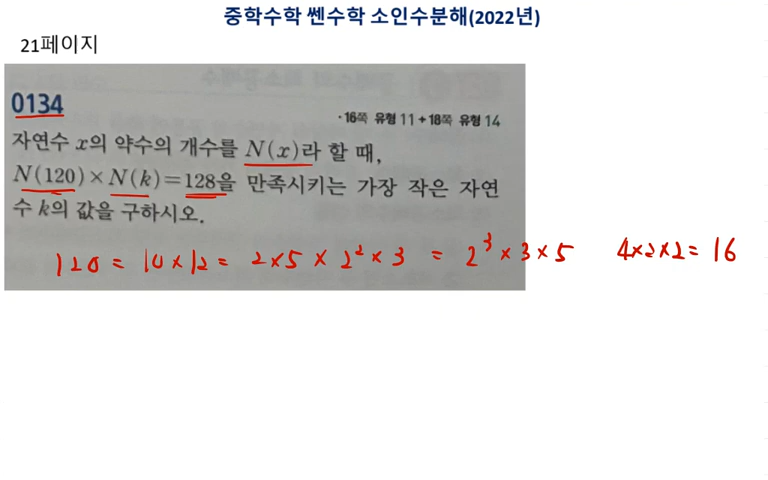 중학수학 쎈수학 소인수분해(2022년)
21페이지
0134
· 16쪽 유형 11 + 18쪽 유형 14
자연수 x의 약수의 개수를 N(x)라 할 때,
N(120)×N(k)=128을 만족시키는 가장 작은 자연
수 k의 값을 구하시오.
120 = 10 × 12 = 2 × 5 × 2² × 3 = 2³ × 3 × 5 4×2×2 = 16